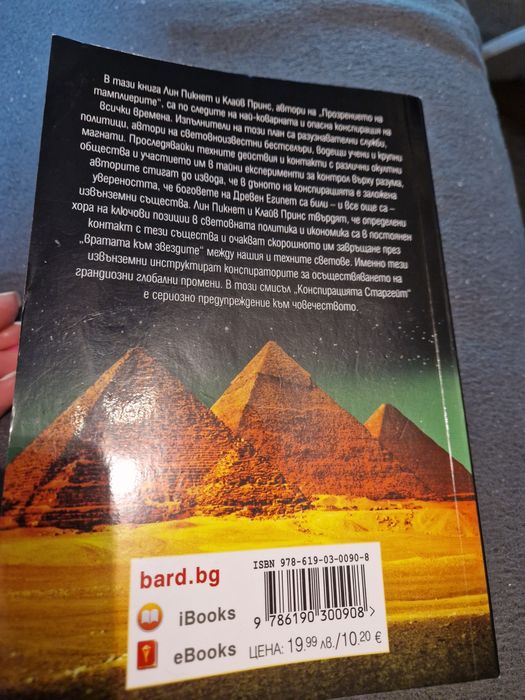 В тази книга Лин Пикнет и Клайв Принс, автори на „Прозрението на
тамплиерите“, са по следите на най-коварната и опасна конспирация на
всички времена. Изпълнители на този план са разузнавателни служби,
политици, автори на световноизвестни бестселъри, водещи учени и крупни
магнати. Проследявайки техните действия и контакти с различни окултни
общества и участието им в тайни експерименти за контрол върху разума,
авторите стигат до извода, че в дъното на конспирацията е заложена
увереността, че боговете на Древен Египет са били – и все още са –
извънземни същества. Лин Пикнет и Клайв Принс твърдят, че определени
хора на ключови позиции в световната политика и икономика са в постоянен
контакт с тези същества и очакват скорошното им завръщане през
„вратата към звездите“ между нашия и техните светове. Именно тези
извънземни инструктират конспираторите за осъществяването на
грандиозни глобални промени. В този смисъл „Конспирацията Старгейт“
е сериозно предупреждение към човечеството.
bard.bg
iBooks
eBooks
ISBN 978-619-03-0090-8
9 786190 300908 >
ЦЕНА: 19.99 лв./10.20 €